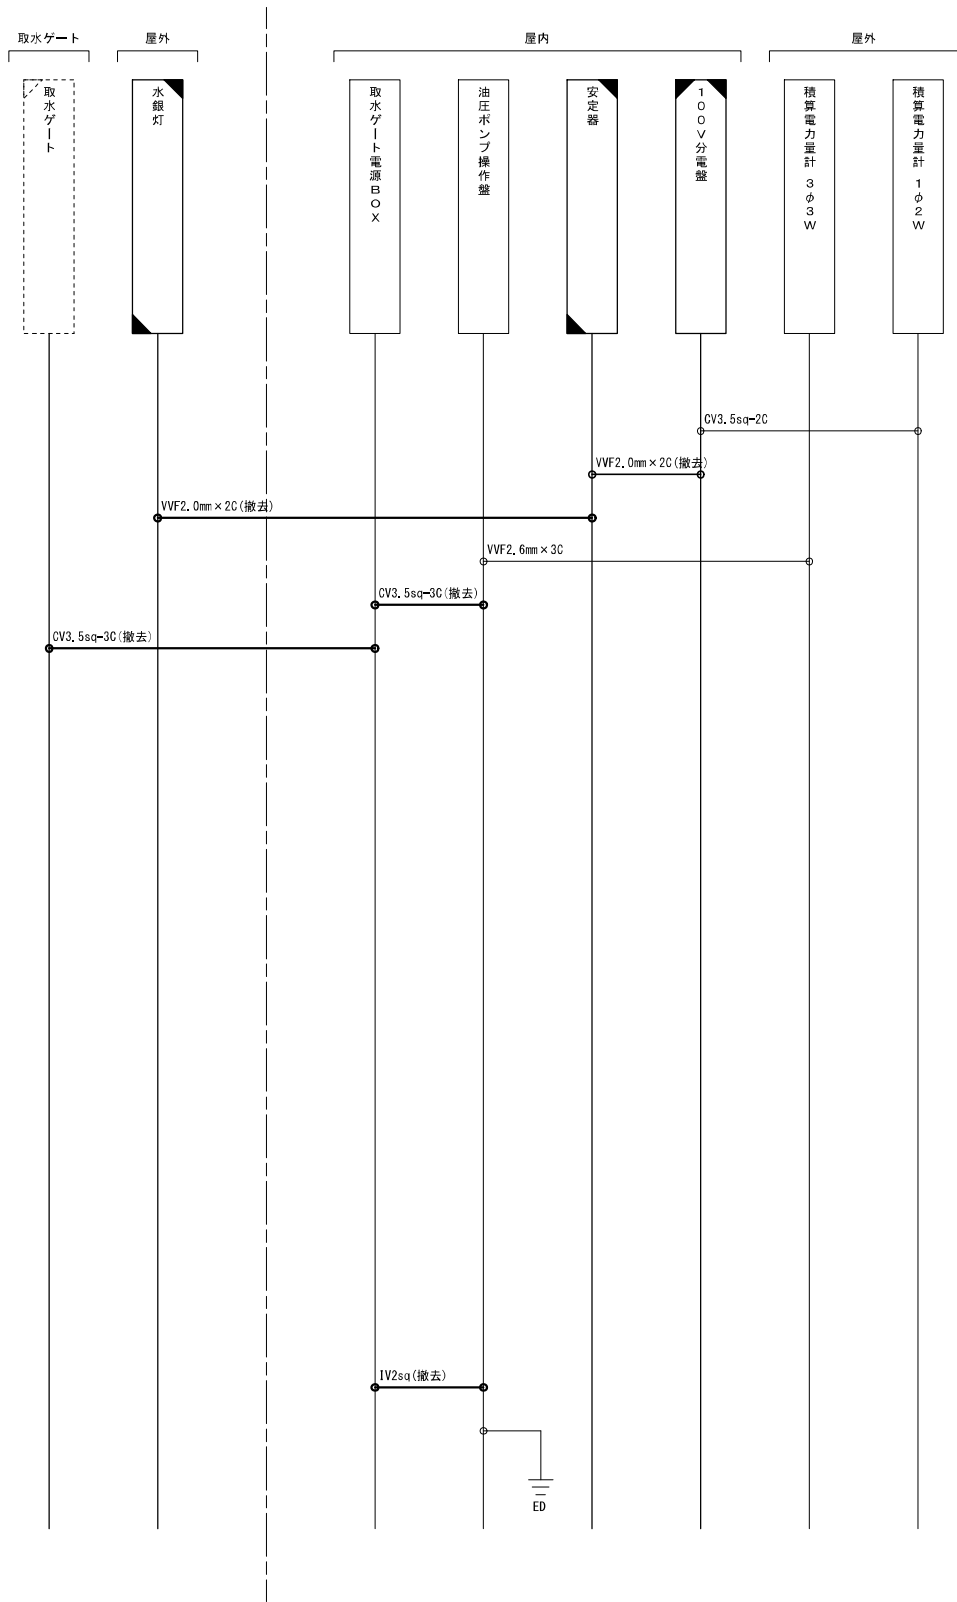 取水ゲート
屋外
屋内
屋外
取水ゲート
水銀灯
取水ゲート電源BOX
油圧ポンプ操作盤
安定器
100V分電盤
積算電力量計 3φ3W
積算電力量計 1φ2W
CV3.5sq-2C
VVF2.0mm×2C(撤去)
VVF2.0mm×2C(撤去)
VVF2.6mm×3C
CV3.5sq-3C(撤去)
CV3.5sq-3C(撤去)
IV2sq(撤去)
ED